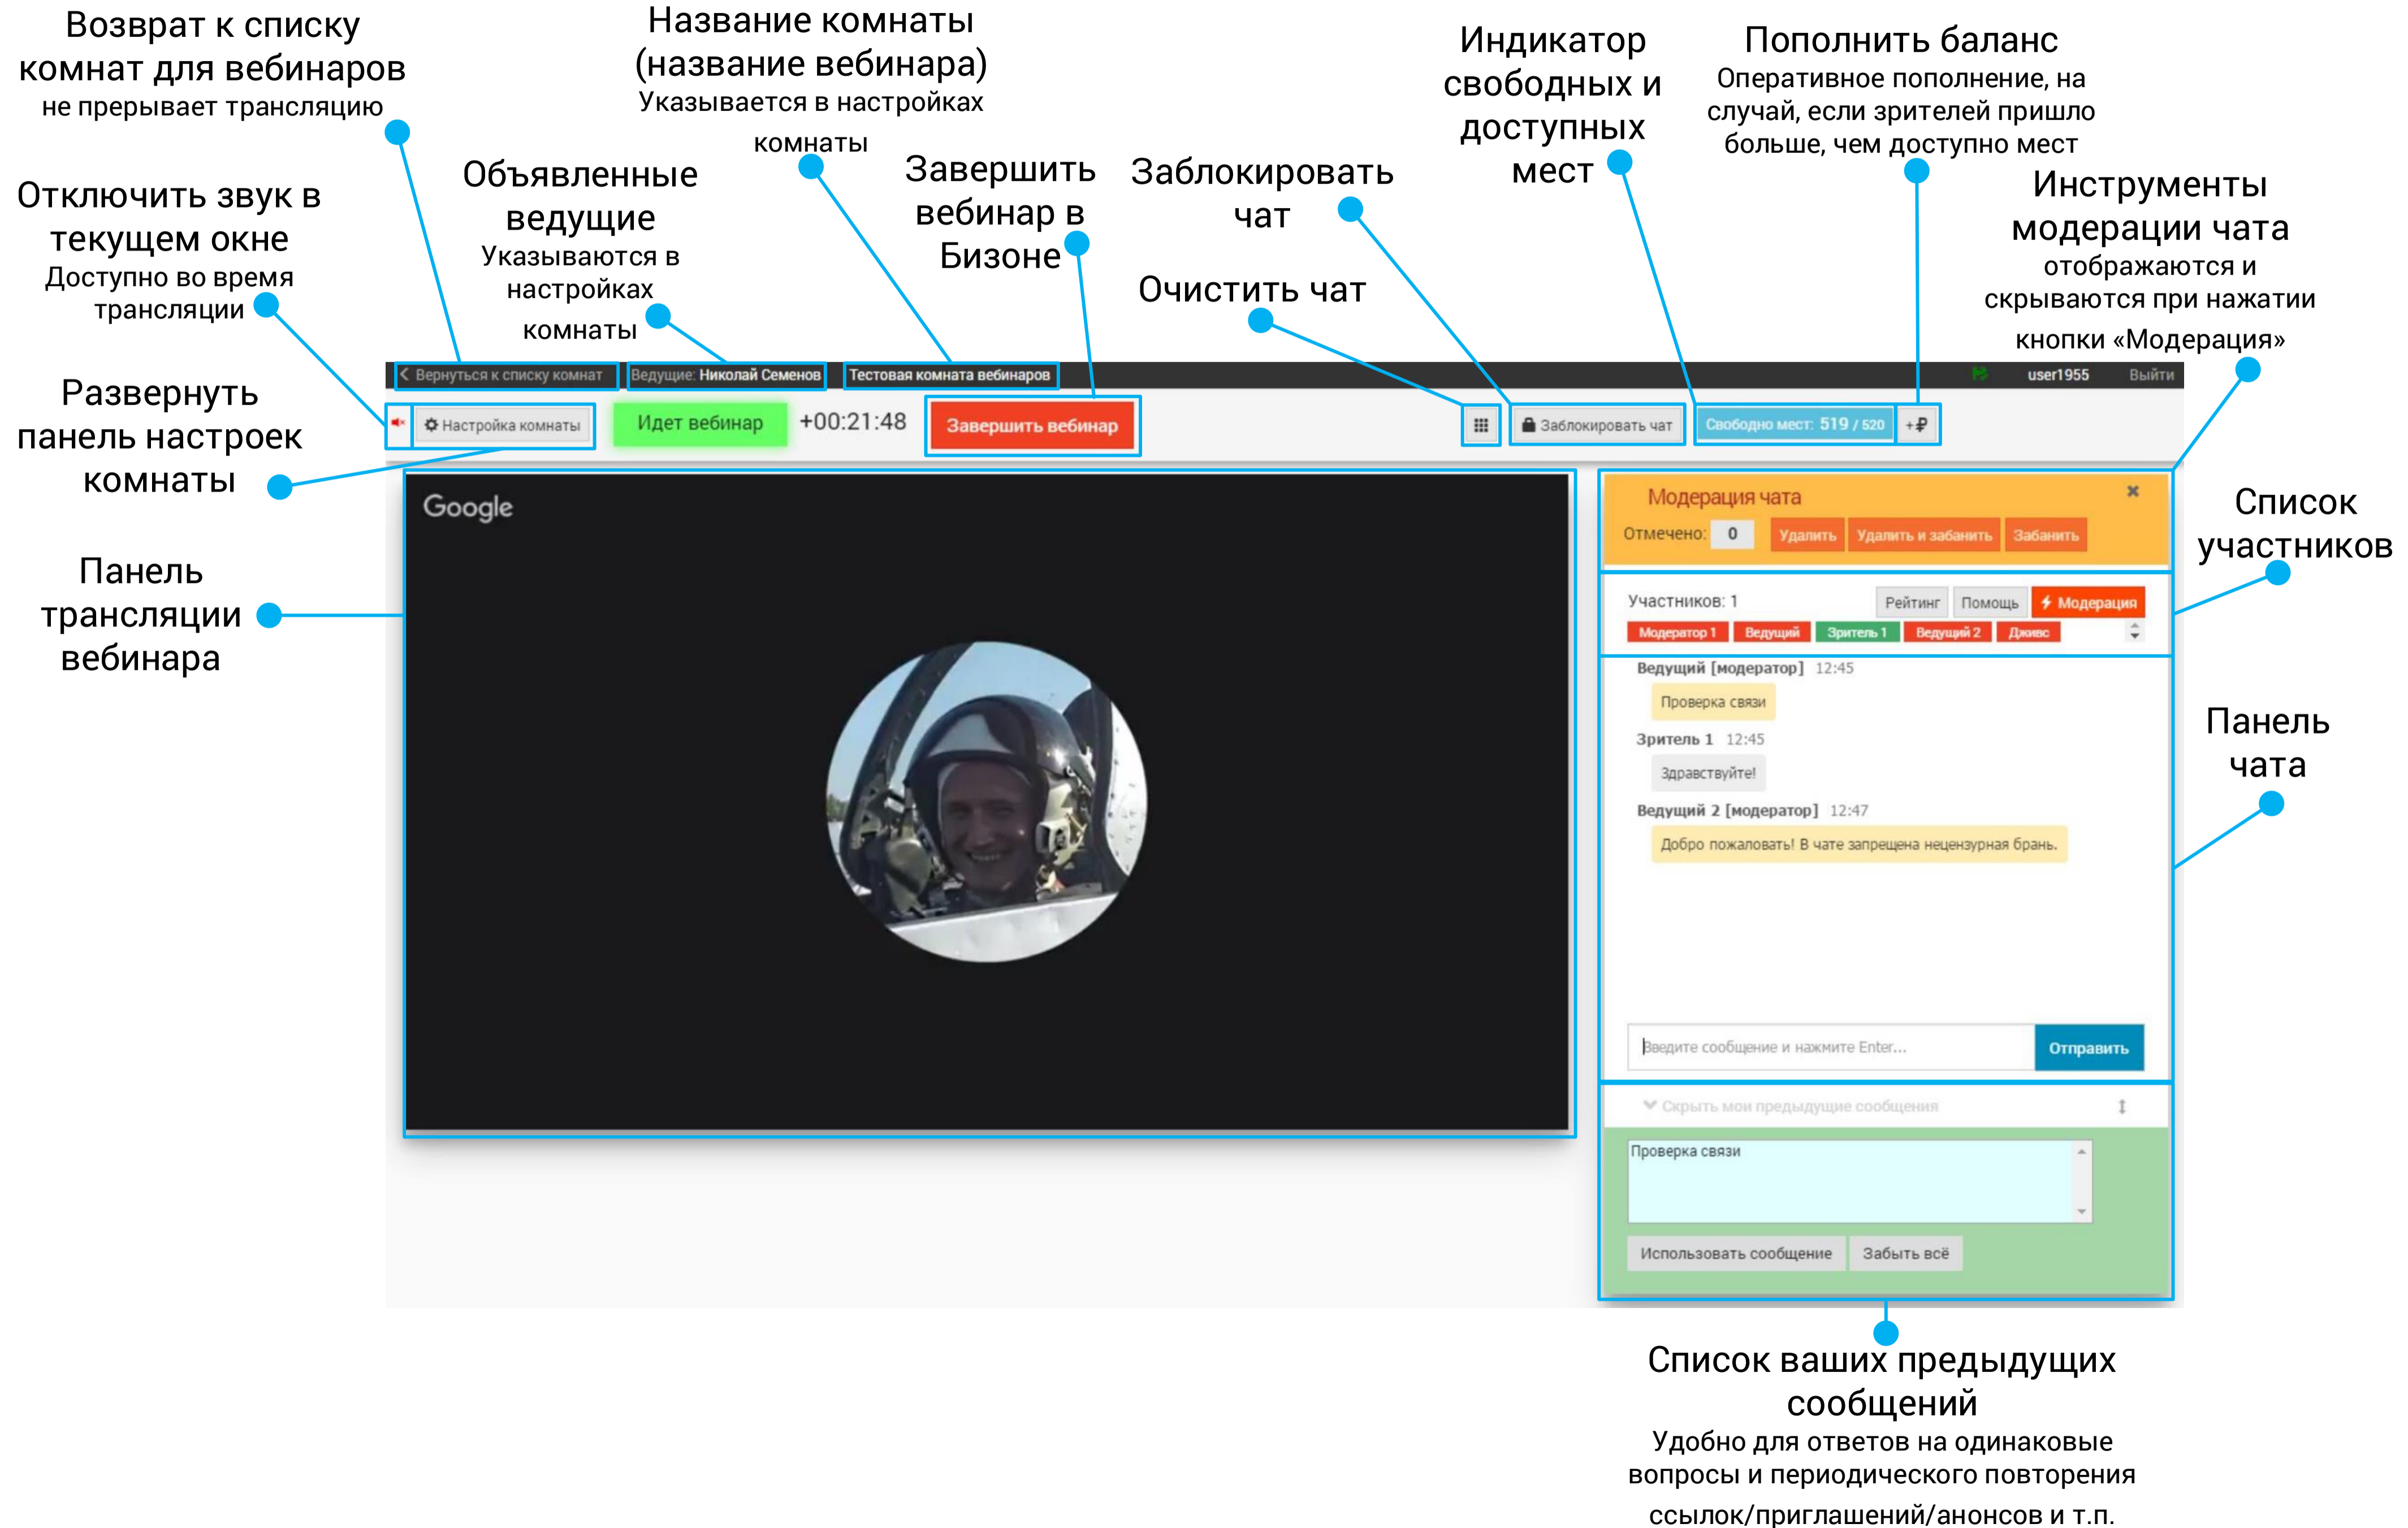 Возврат к списку
комнат для вебинаров
не прерывает трансляцию
Название комнаты
(название вебинара)
Указывается в настройках
комнаты
Индикатор
свободных и
доступных
мест
Пополнить баланс
Оперативное пополнение, на
случай, если зрителей пришло
больше, чем доступно мест
Отключить звук в
текущем окне
Доступно во время
трансляции
Объявленные
ведущие
Указываются в
настройках
комнаты
Завершить
вебинар в
Бизоне
Заблокировать
чат
Очистить чат
Инструменты
модерации чата
отображаются и
скрываются при нажатии
кнопки «Модерация»
Развернуть
панель настроек
комнаты
Панель
трансляции
вебинара
Вернуться к списку комнат
Ведущие: Николай Семенов
Тестовая комната вебинаров
user1955
Выйти
Настройка комнаты
Идет вебинар
+00:21:48
Завершить вебинар
Заблокировать чат
Свободно мест: 519 / 520
+₽
Google
Модерация чата
Отмечено: 0
Удалить
Удалить и забанить
Забанить
Участников: 1
Рейтинг
Помощь
Модерация
Модератор 1
Ведущий
Зритель 1
Ведущий 2
Дживс
Ведущий [модератор] 12:45
Проверка связи
Зритель 1 12:45
Здравствуйте!
Ведущий 2 [модератор] 12:47
Добро пожаловать! В чате запрещена нецензурная брань.
Введите сообщение и нажмите Enter...
Отправить
Скрыть мои предыдущие сообщения
Проверка связи
Использовать сообщение
Забыть всё
Список
участников
Панель
чата
Список ваших предыдущих
сообщений
Удобно для ответов на одинаковые
вопросы и периодического повторения
ссылок/приглашений/анонсов и т.п.